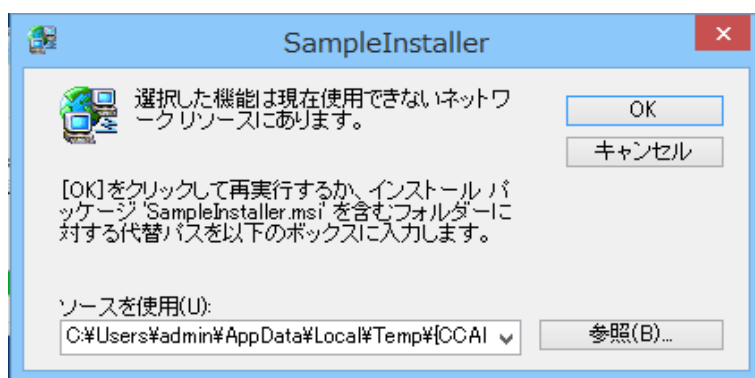 SampleInstaller
選択した機能は現在使用できないネットワ
ーク リソースにあります。
OK
キャンセル
[OK]をクリックして再実行するか、インストール パ
ッケージ 'SampleInstaller.msi' を含むフォルダーに
対する代替パスを以下のボックスに入力します。
ソースを使用(U):
C:¥Users¥admin¥AppData¥Local¥Temp¥{CCAI
参照(B)...